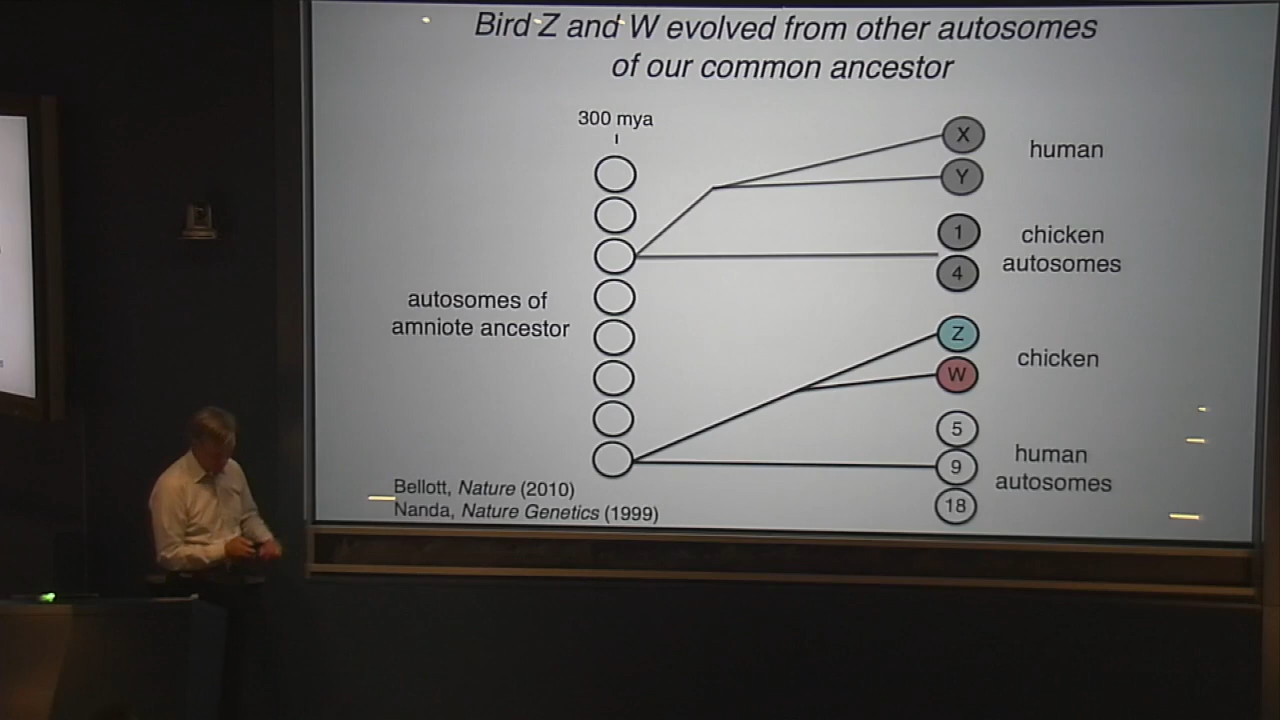 Bird Z and W evolved from other autosomes
of our common ancestor
300 mya
X
human
Y
1
chicken
autosomes
4
autosomes of
amniote ancestor
Z
chicken
W
5
human
autosomes
9
18
Bellott, Nature (2010)
Nanda, Nature Genetics (1999)